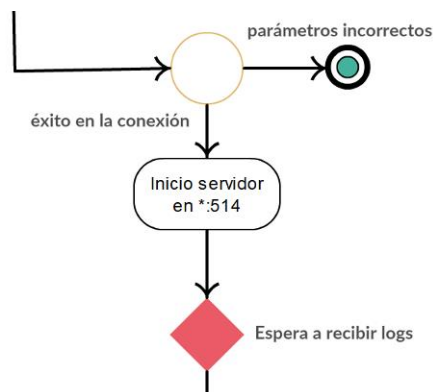 parámetros incorrectos
éxito en la conexión
Inicio servidor
en *:514
Espera a recibir logs